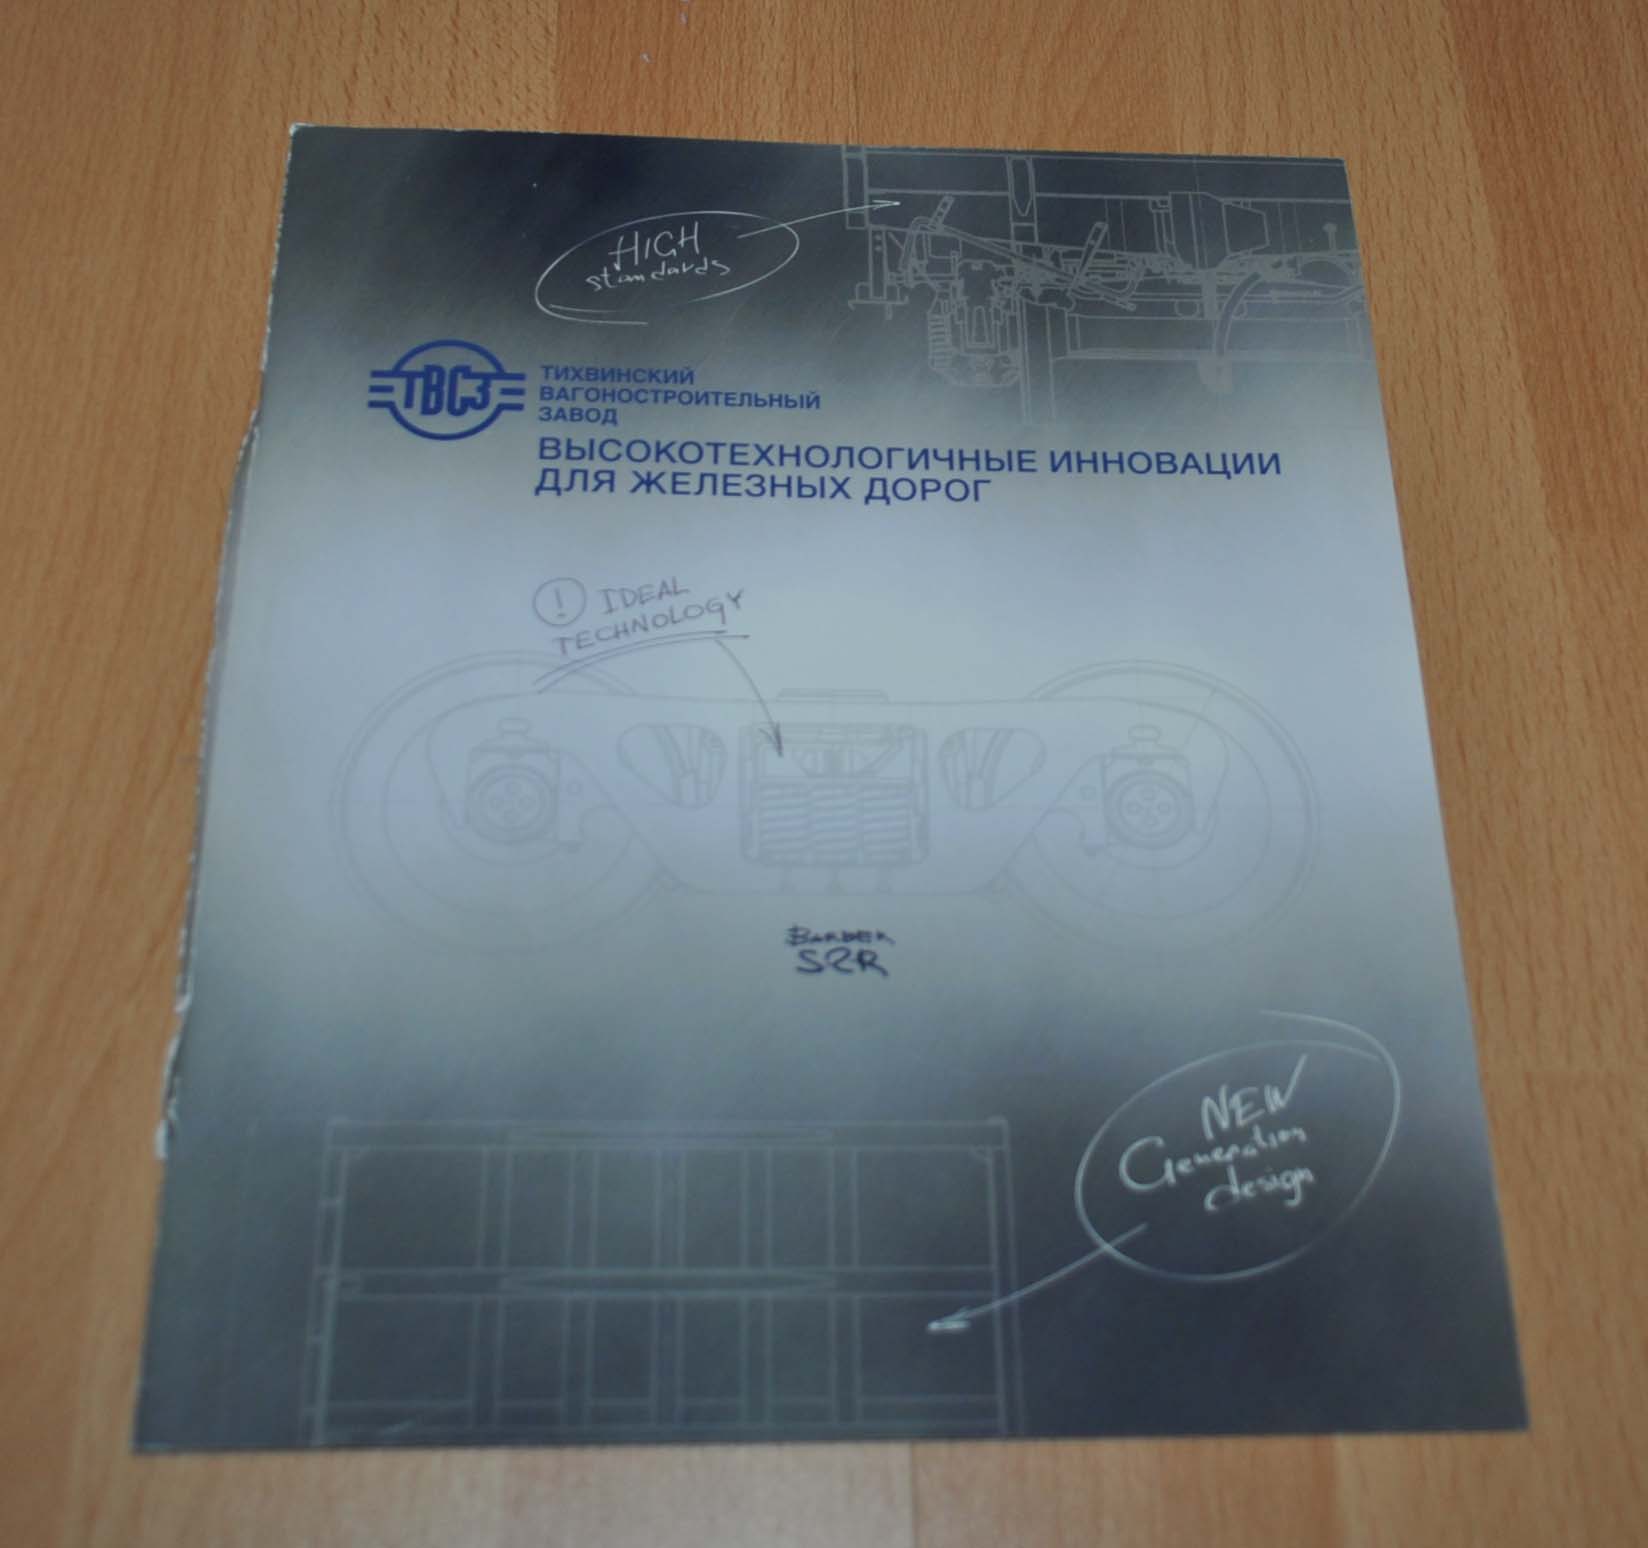 HIGH
standards
ТВСЗ
ТИХВИНСКИЙ
ВАГОНОСТРОИТЕЛЬНЫЙ
ЗАВОД
ВЫСОКОТЕХНОЛОГИЧНЫЕ ИННОВАЦИИ
ДЛЯ ЖЕЛЕЗНЫХ ДОРОГ
! IDEAL
TECHNOLOGY
BARBER
S2R
NEW
Generation
design